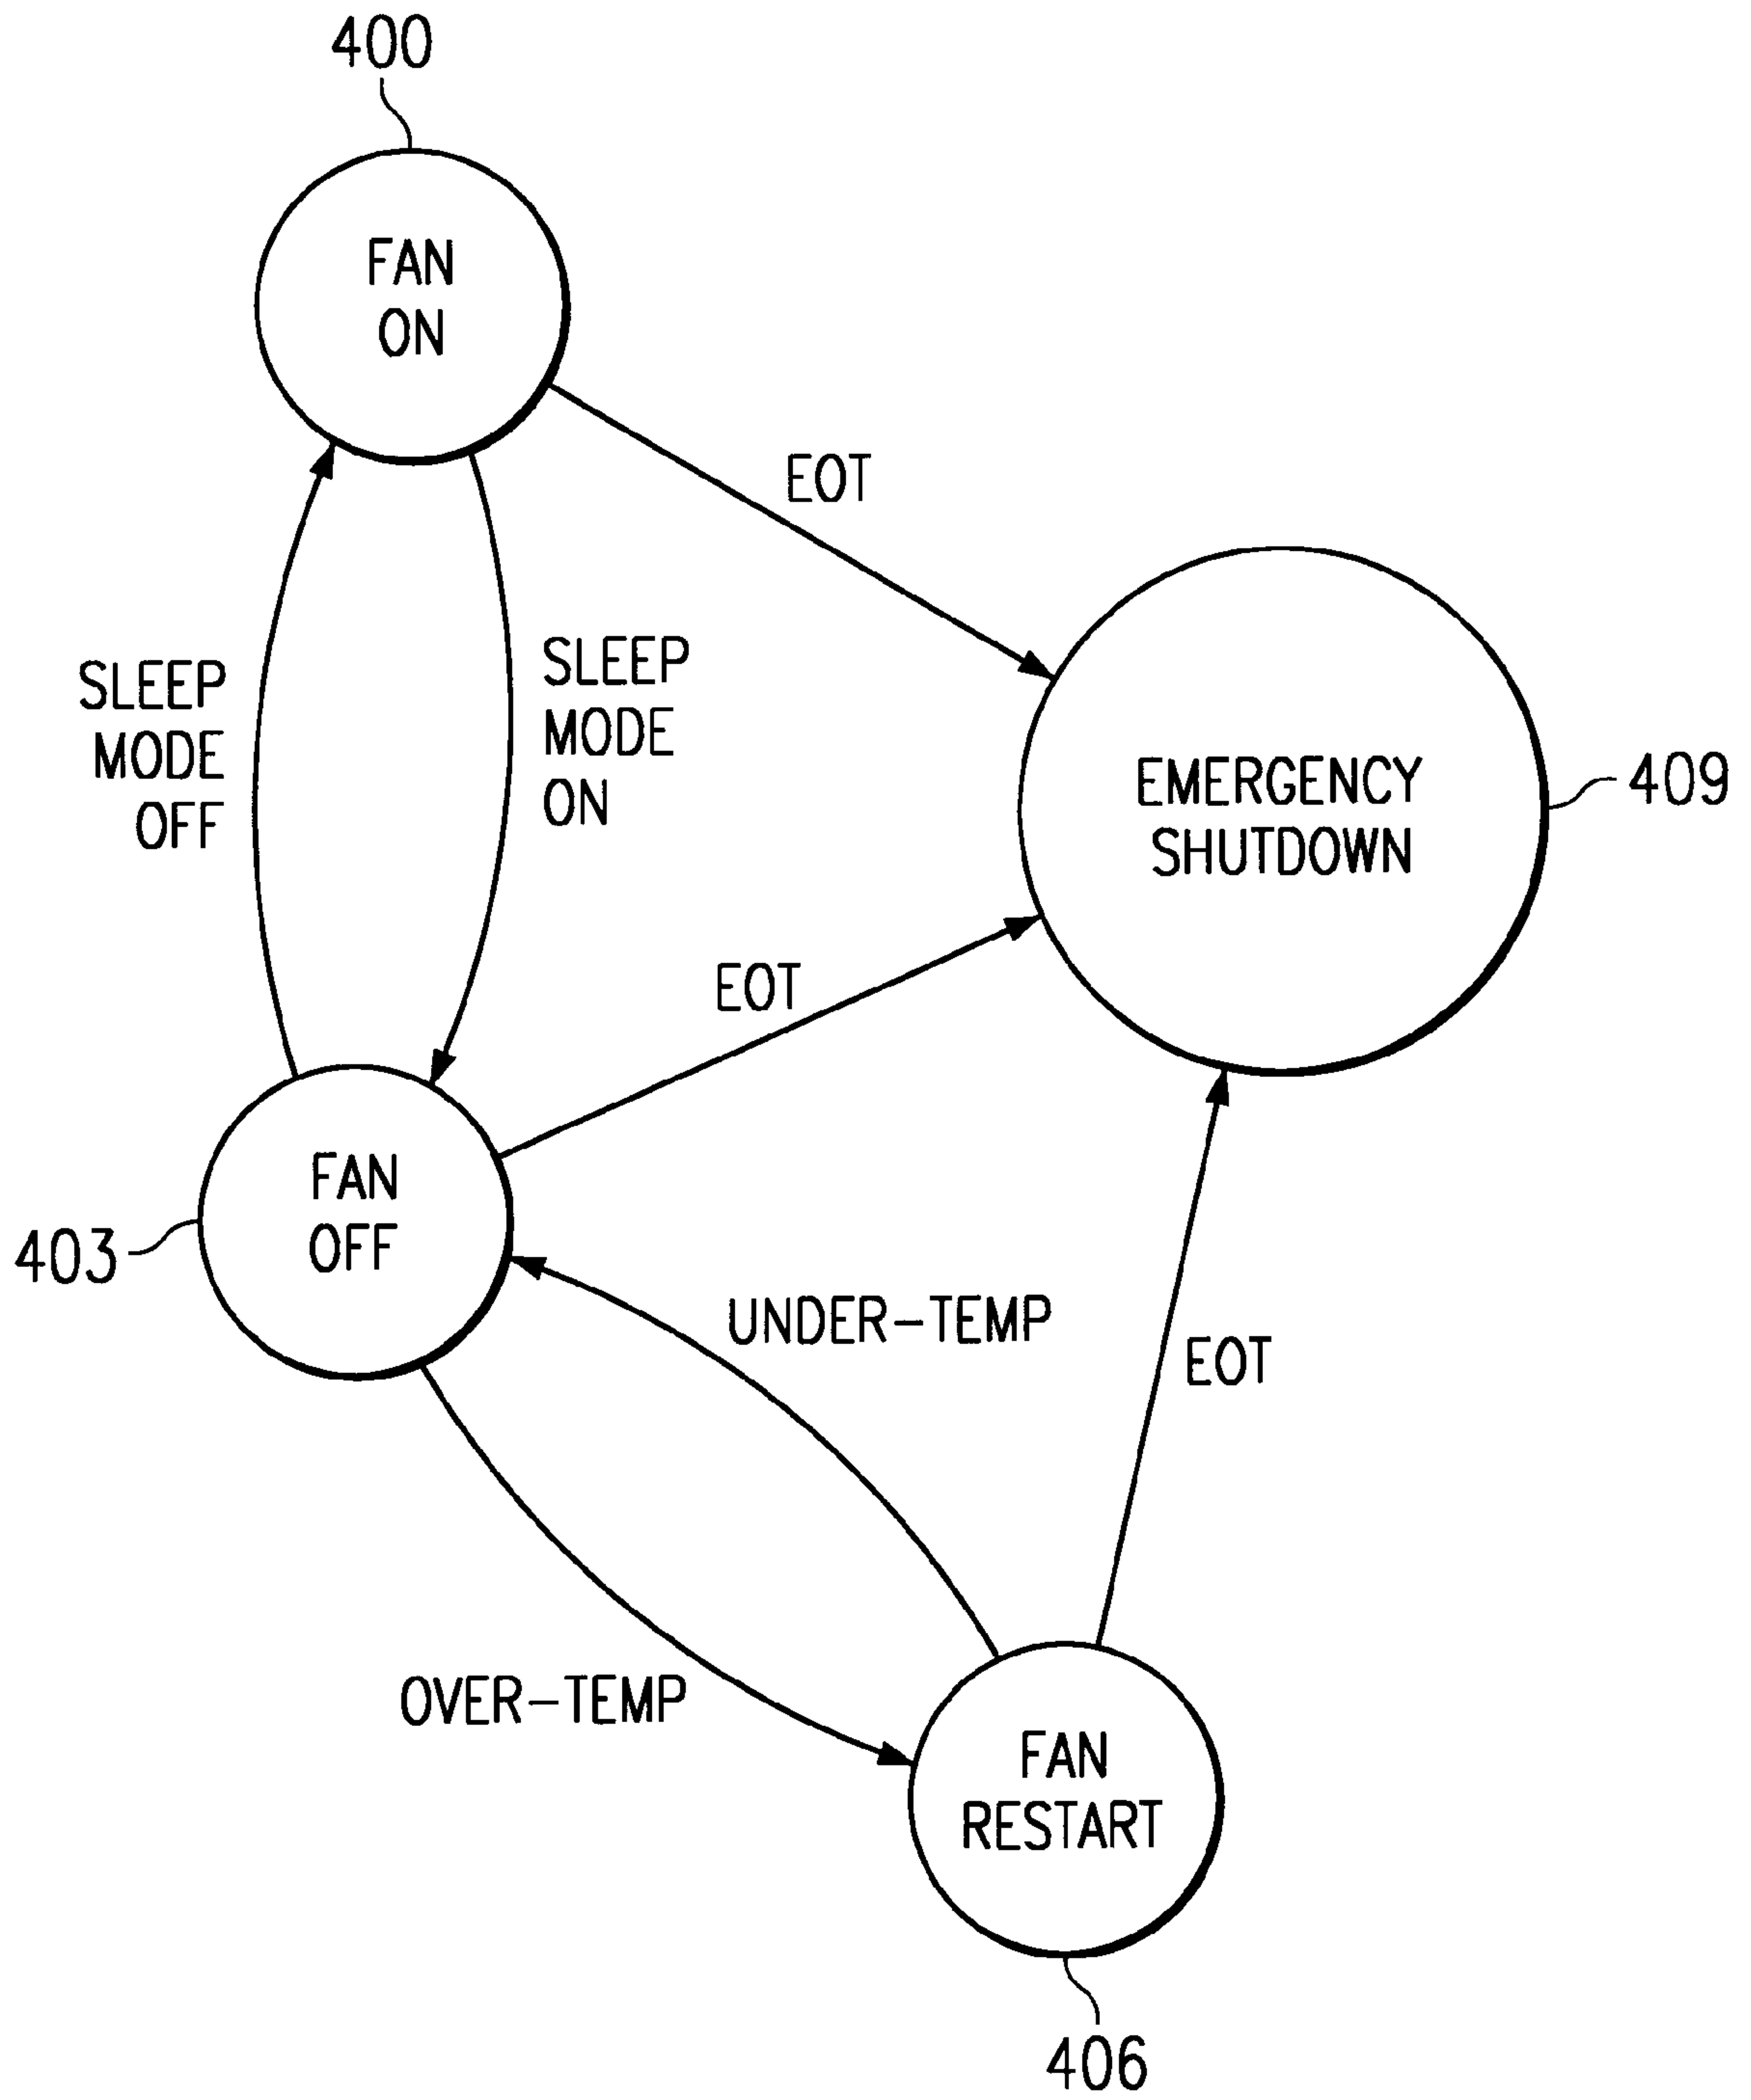 400
FAN
ON
EOT
SLEEP
MODE
OFF
SLEEP
MODE
ON
EMERGENCY
SHUTDOWN
409
EOT
FAN
OFF
403
UNDER-TEMP
EOT
OVER-TEMP
FAN
RESTART
406